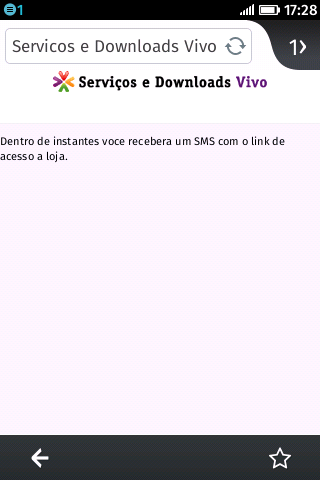 1 17:28
Servicos e Downloads Vivo 1
Serviços e Downloads Vivo
Dentro de instantes voce recebera um SMS com o link de
acesso a loja.